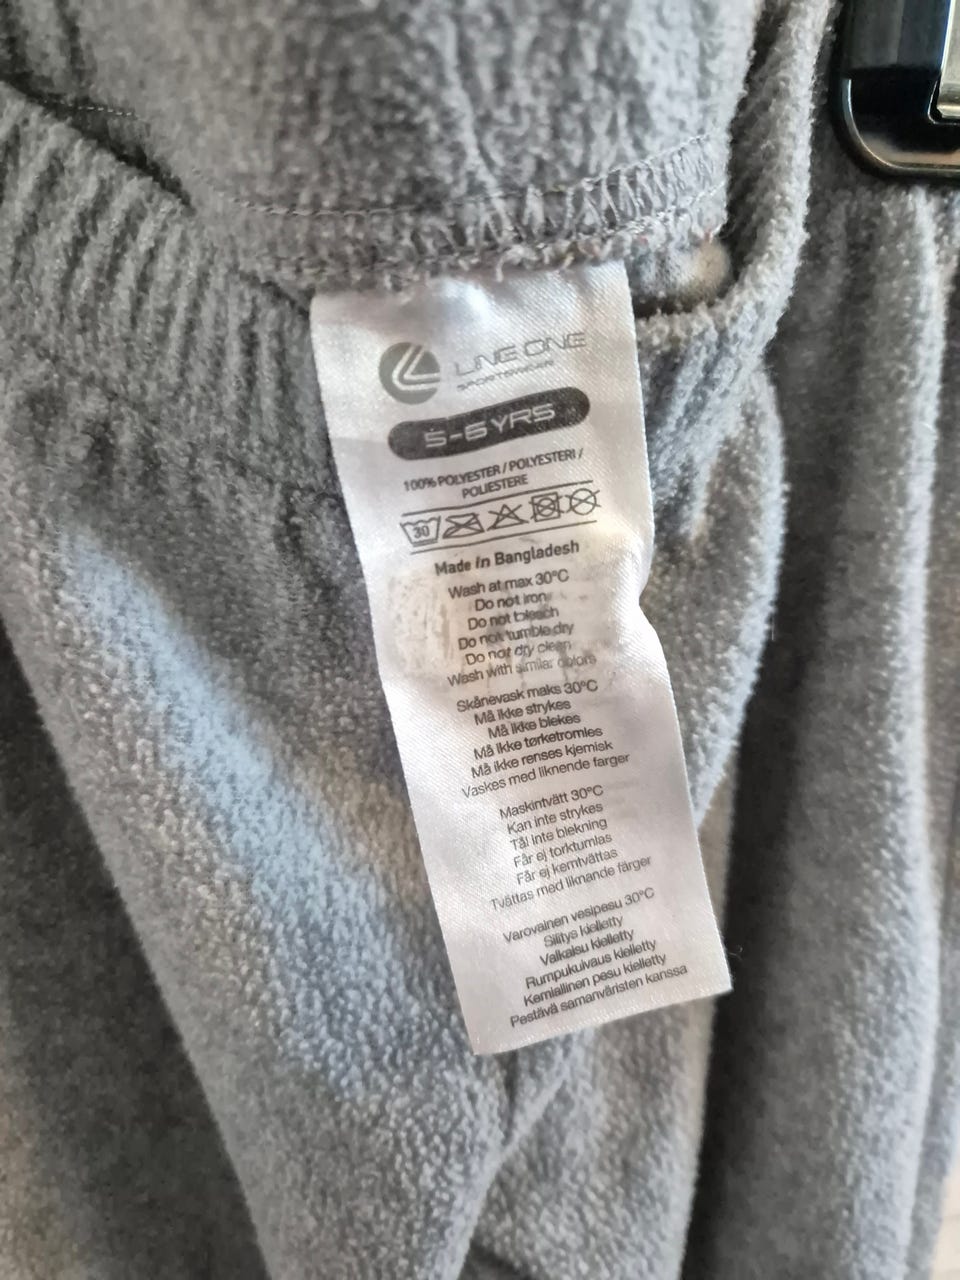 LINE ONE
SPORTSWEAR
5-6YRS
100% POLYESTER / POLYESTERI /
POLIESTERE
30
Made in Bangladesh
Wash at max 30°C
Do not iron
Do not bleach
Do not tumble dry
Do not dry clean
Wash with similar colors
Skånevask maks 30°C
Må ikke strykes
Må ikke blekes
Må ikke tørketromles
Må ikke renses kjemisk
Vaskes med liknende farger
Maskintvätt 30°C
Kan inte strykes
Tål inte blekning
Får ej torktumlas
Får ej kemtvättas
Tvättas med liknande färger
Varovainen vesipesu 30°C
Silitys kielletty
Valkaisu kielletty
Rumpukuivaus kielletty
Kemiallinen pesu kielletty
Pestävä samanväristen kanssa